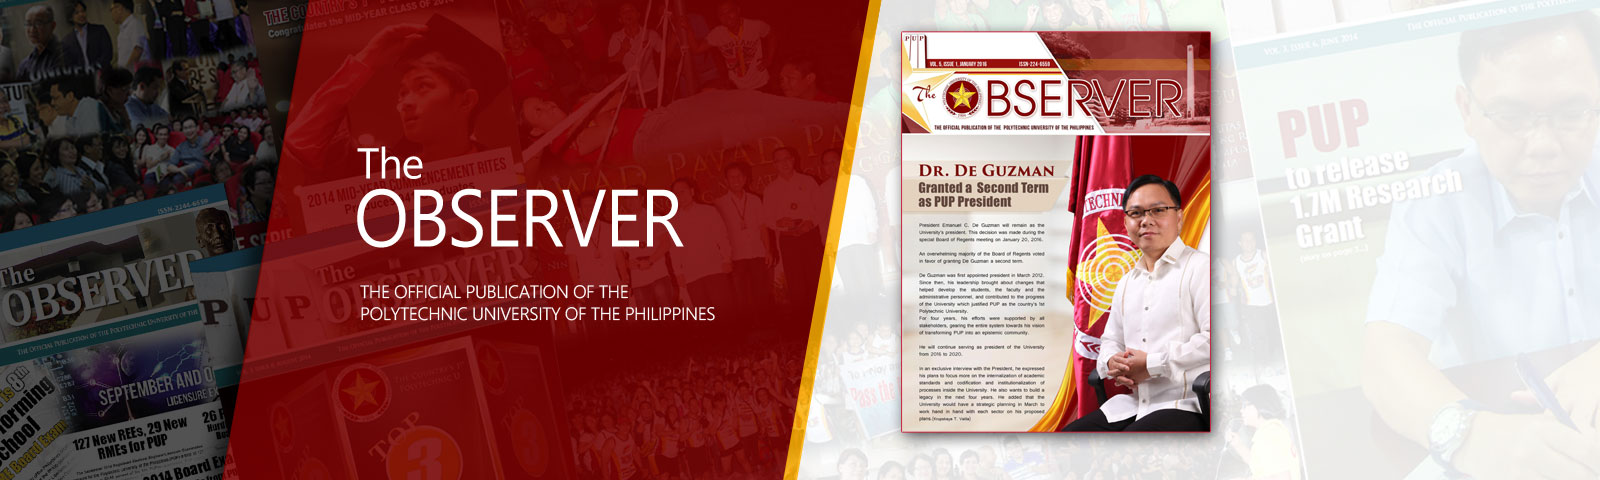 THE COUNTRY'S
Congratulates the MID-YEAR CLASS OF 2014
2014 MID-YEAR COMMENCEMENT RITES
ISSN-2244-6559
The
OBSERVER
THE OFFICIAL PUBLICATION OF THE POLYTECHNIC UNIVERSITY OF THE
SEPTEMBER AND O
LICENSURE
127 New REEs, 29 New
RMEs for PUP
2014 Board Exa
The
OBSERVER
TOP
3
The
OBSERVER
THE OFFICIAL PUBLICATION OF THE
POLYTECHNIC UNIVERSITY OF THE PHILIPPINES
PUP
VOL. 5, ISSUE 1, JANUARY 2016 ISSN-224-6559
The OBSERVER
THE OFFICIAL PUBLICATION OF THE POLYTECHNIC UNIVERSITY OF THE PHILIPPINES
DR. DE GUZMAN
Granted a Second Term
as PUP President
President Emanuel C. De Guzman will remain as the
University's president. This decision was made during the
special Board of Regents meeting on January 20, 2016.
An overwhelming majority of the Board of Regents voted
in favor of granting De Guzman a second term.
De Guzman was first appointed president in March 2012.
Since then, his leadership brought about changes that
helped develop the students, the faculty and the
administrative personnel, and contributed to the progress
of the University which justified PUP as the country's 1st
Polytechnic University.
For four years, his efforts were supported by all
stakeholders, gearing the entire system towards his vision
of transforming PUP into an epistemic community.
He will continue serving as president of the University
from 2016 to 2020.
In an exclusive interview with the President, he expressed
his plans to focus more on the internalization of academic
standards and codification and institutionalization of
processes inside the University. He also wants to build a
legacy in the next four years. He added that the
University would have a strategic planning in March to
work hand in hand with each sector on his proposed
plans
TECHNI
THE OFFICIAL PUBLICATION OF THE POLYTECHNIC UN
VOL. 3, ISSUE 6, JUNE 2014
PUP
to release
1.7M Research
Grant
(story on page 3...)